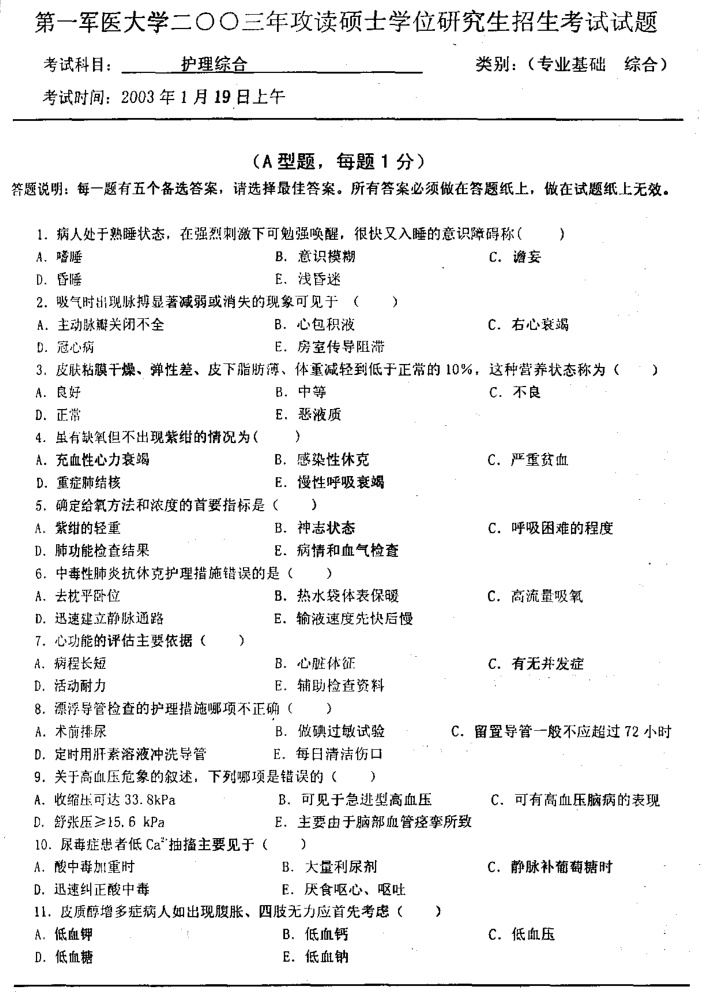 第一军医大学二〇〇三年攻读硕士学位研究生招生考试试题
考试科目： 护理综合 类别：（专业基础 综合）
考试时间：2003 年 1 月 19 日上午
（A 型题，每题 1 分）
答题说明：每一题有五个备选答案，请选择最佳答案。所有答案必须做在答题纸上，做在试题纸上无效。
1. 病人处于熟睡状态，在强烈刺激下可勉强唤醒，很快又入睡的意识障碍称( )
A. 嗜睡 B. 意识模糊 C. 谵妄
D. 昏睡 E. 浅昏迷
2. 吸气时出现脉搏显著减弱或消失的现象可见于 （ ）
A. 主动脉瓣关闭不全 B. 心包积液 C. 右心衰竭
D. 冠心病 E. 房室传导阻滞
3. 皮肤粘膜干燥、弹性差、皮下脂肪薄、体重减轻到低于正常的 10%，这种营养状态称为（ ）
A. 良好 B. 中等 C. 不良
D. 正常 E. 恶液质
4. 虽有缺氧但不出现紫绀的情况为( )
A. 充血性心力衰竭 B. 感染性休克 C. 严重贫血
D. 重症肺结核 E. 慢性呼吸衰竭
5. 确定给氧方法和浓度的首要指标是（ ）
A. 紫绀的轻重 B. 神志状态 C. 呼吸困难的程度
D. 肺功能检查结果 E. 病情和血气检查
6. 中毒性肺炎抗休克护理措施错误的是（ ）
A. 去枕平卧位 B. 热水袋体表保暖 C. 高流量吸氧
D. 迅速建立静脉通路 E. 输液速度先快后慢
7. 心功能的评估主要依据（ ）
A. 病程长短 B. 心脏体征 C. 有无并发症
D. 活动耐力 E. 辅助检查资料
8. 漂浮导管检查的护理措施哪项不正确（ ）
A. 术前排尿 B. 做碘过敏试验 C. 留置导管一般不应超过 72 小时
D. 定时用肝素溶液冲洗导管 E. 每日清洁伤口
9. 关于高血压危象的叙述，下列哪项是错误的（ ）
A. 收缩压可达 33.8kPa B. 可见于急进型高血压 C. 可有高血压脑病的表现
D. 舒张压≥15.6 kPa E. 主要由于脑部血管痉挛所致
10. 尿毒症患者低 Ca²⁺抽搐主要见于（ ）
A. 酸中毒加重时 B. 大量利尿剂 C. 静脉补葡萄糖时
D. 迅速纠正酸中毒 E. 厌食呕心、呕吐
11. 皮质醇增多症病人如出现腹胀、四肢无力应首先考虑（ ）
A. 低血钾 B. 低血钙 C. 低血压
D. 低血糖 E. 低血钠